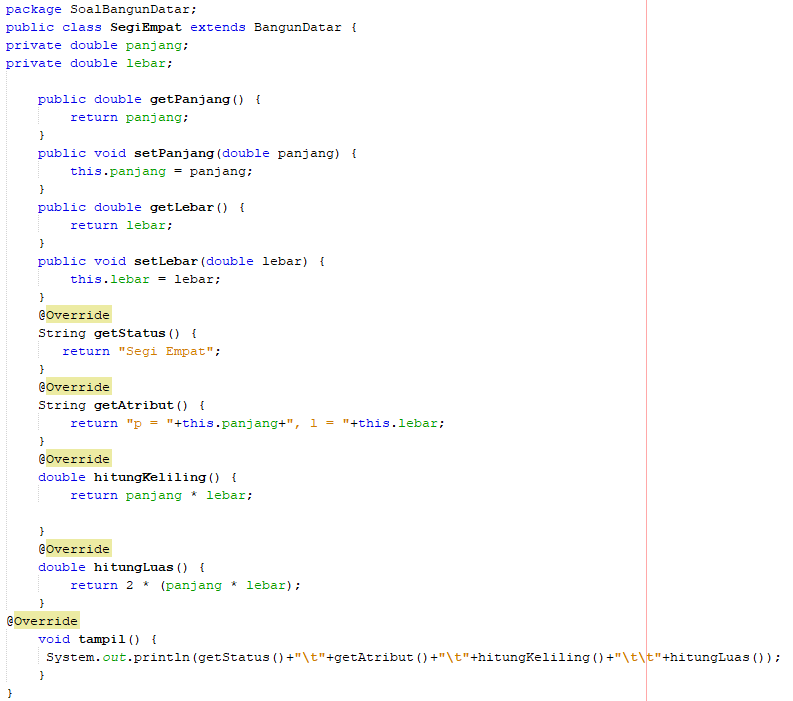 package SoalBangunDatar;
public class SegiEmpat extends BangunDatar {
private double panjang;
private double lebar;

    public double getPanjang() {
        return panjang;
    }
    public void setPanjang(double panjang) {
        this.panjang = panjang;
    }
    public double getLebar() {
        return lebar;
    }
    public void setLebar(double lebar) {
        this.lebar = lebar;
    }
    @Override
    String getStatus() {
       return "Segi Empat";
    }
    @Override
    String getAtribut() {
        return "p = "+this.panjang+", l = "+this.lebar;
    }
    @Override
    double hitungKeliling() {
        return panjang * lebar;

    }
    @Override
    double hitungLuas() {
        return 2 * (panjang * lebar);
    }
@Override
    void tampil() {
     System.out.println(getStatus()+"\t"+getAtribut()+"\t"+hitungKeliling()+"\t\t"+hitungLuas());
    }
}